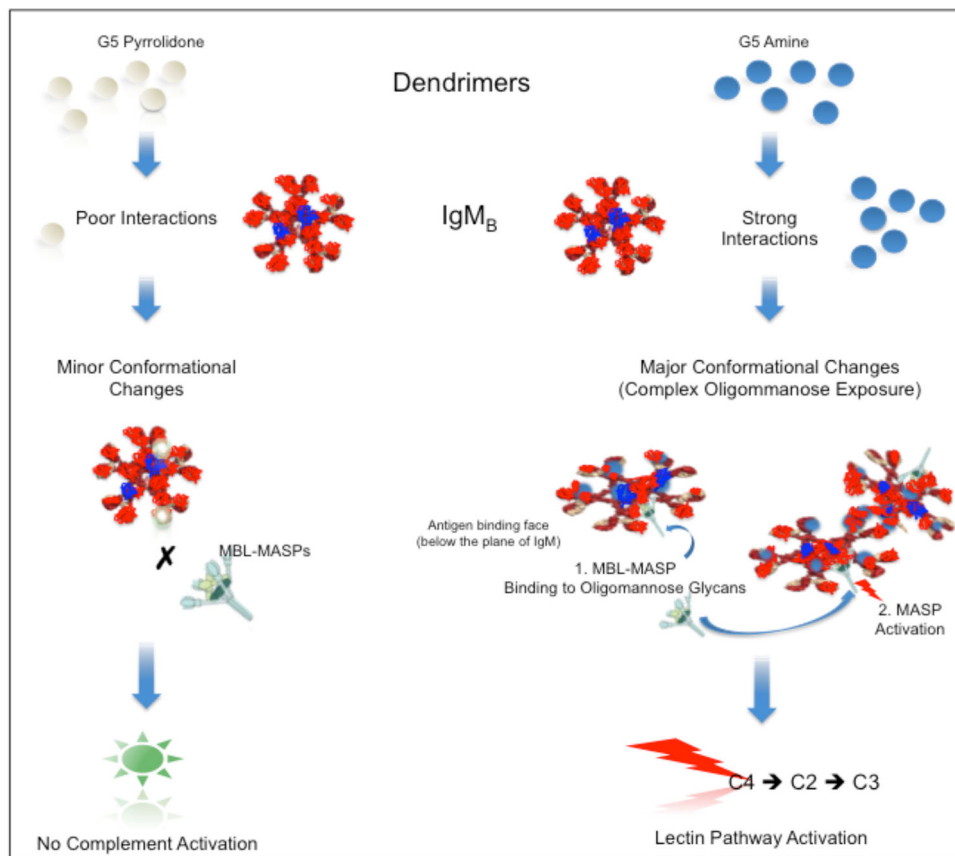 G5 Pyrrolidone
G5 Amine
Dendrimers
Poor Interactions
IgMB
Strong
Interactions
Minor Conformational
Changes
Major Conformational Changes
(Complex Oligommanose Exposure)
Antigen binding face
(below the plane of IgM)
✗
MBL-MASPs
1. MBL-MASP
Binding to Oligomannose Glycans
2. MASP
Activation
C4 ➔ C2 ➔ C3
No Complement Activation
Lectin Pathway Activation